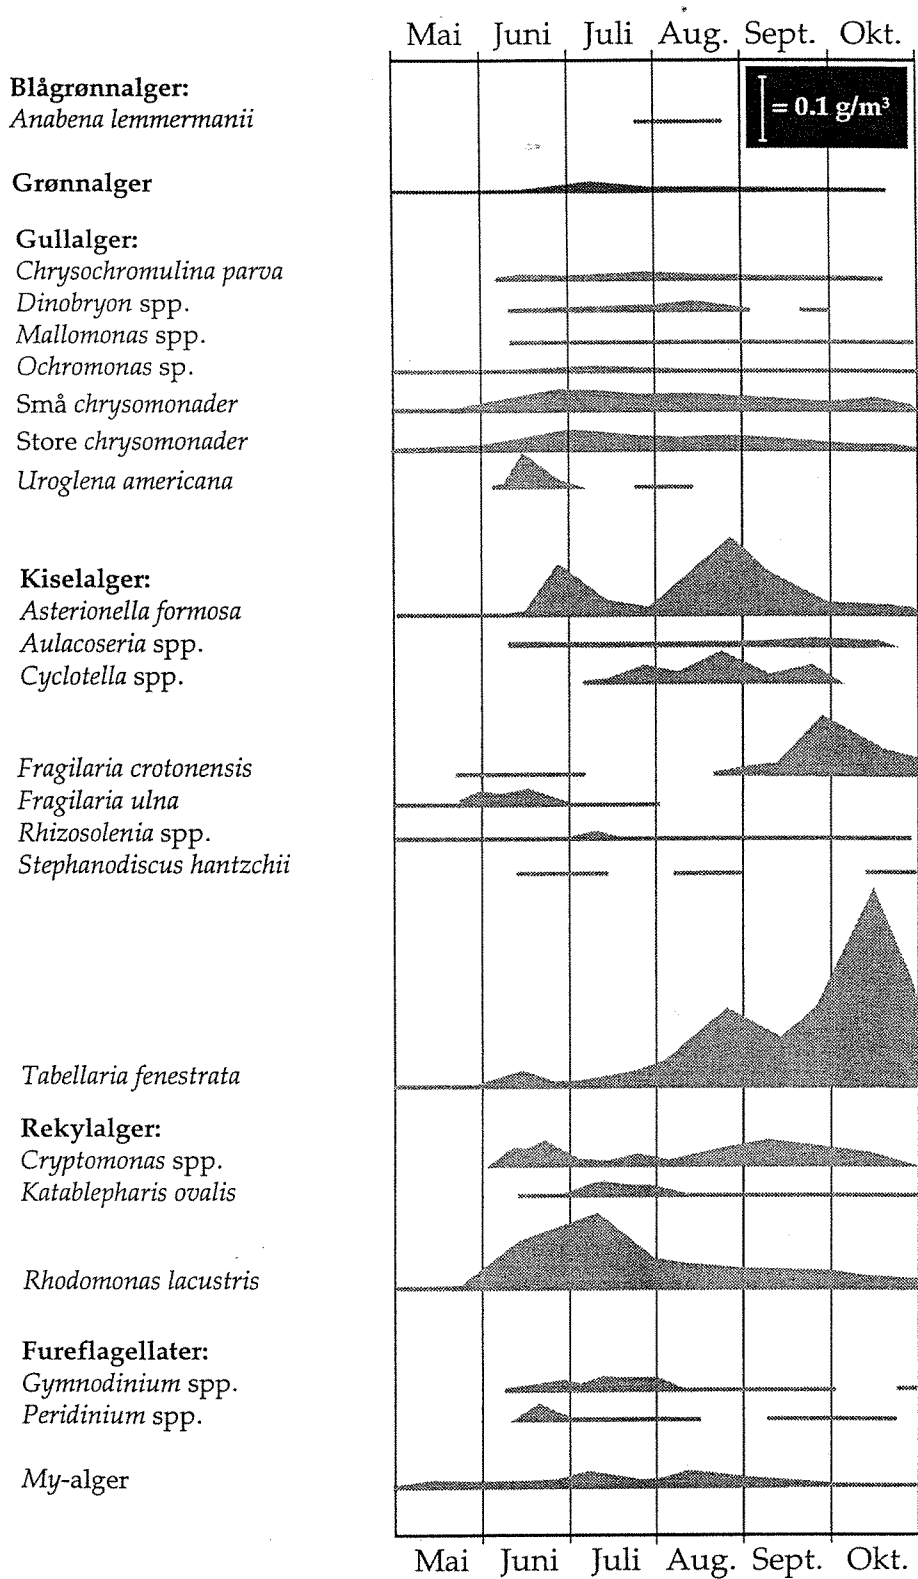 Mai Juni Juli Aug. Sept. Okt.
Blågrønnalger:
Anabena lemmermanii
= 0.1 g/m³
Grønnalger
Gullalger:
Chrysochromulina parva
Dinobryon spp.
Mallomonas spp.
Ochromonas sp.
Små chrysomonader
Store chrysomonader
Uroglena americana
Kiselalger:
Asterionella formosa
Aulacoseria spp.
Cyclotella spp.
Fragilaria crotonensis
Fragilaria ulna
Rhizosolenia spp.
Stephanodiscus hantzchii
Tabellaria fenestrata
Rekylalger:
Cryptomonas spp.
Katablepharis ovalis
Rhodomonas lacustris
Fureflagellater:
Gymnodinium spp.
Peridinium spp.
My-alger
Mai Juni Juli Aug. Sept. Okt.